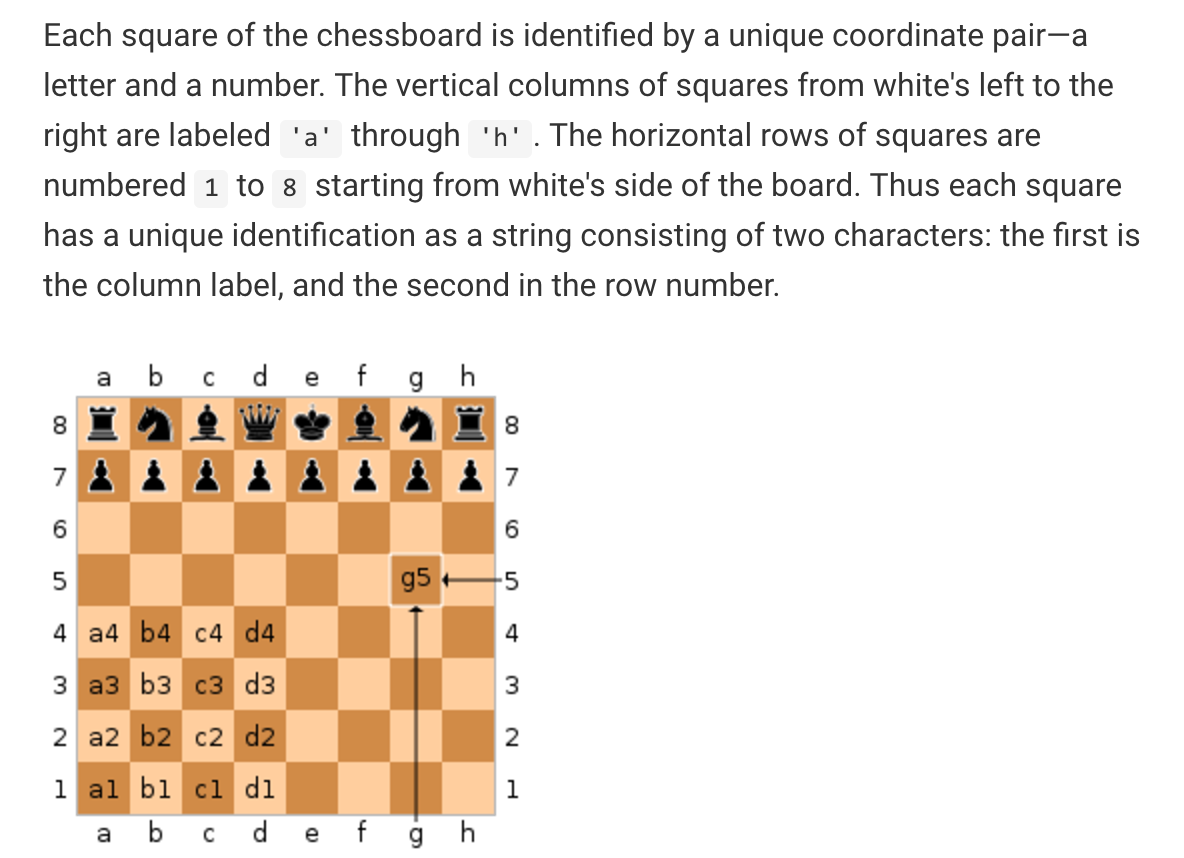 Each square of the chessboard is identified by a unique coordinate pair—a
letter and a number. The vertical columns of squares from white's left to the
right are labeled 'a' through 'h'. The horizontal rows of squares are
numbered 1 to 8 starting from white's side of the board. Thus each square
has a unique identification as a string consisting of two characters: the first is
the column label, and the second in the row number.
a b c d e f g h
8 8
7 7
6 6
5 g5 5
4 a4 b4 c4 d4 4
3 a3 b3 c3 d3 3
2 a2 b2 c2 d2 2
1 a1 b1 c1 d1 1
a b c d e f g h